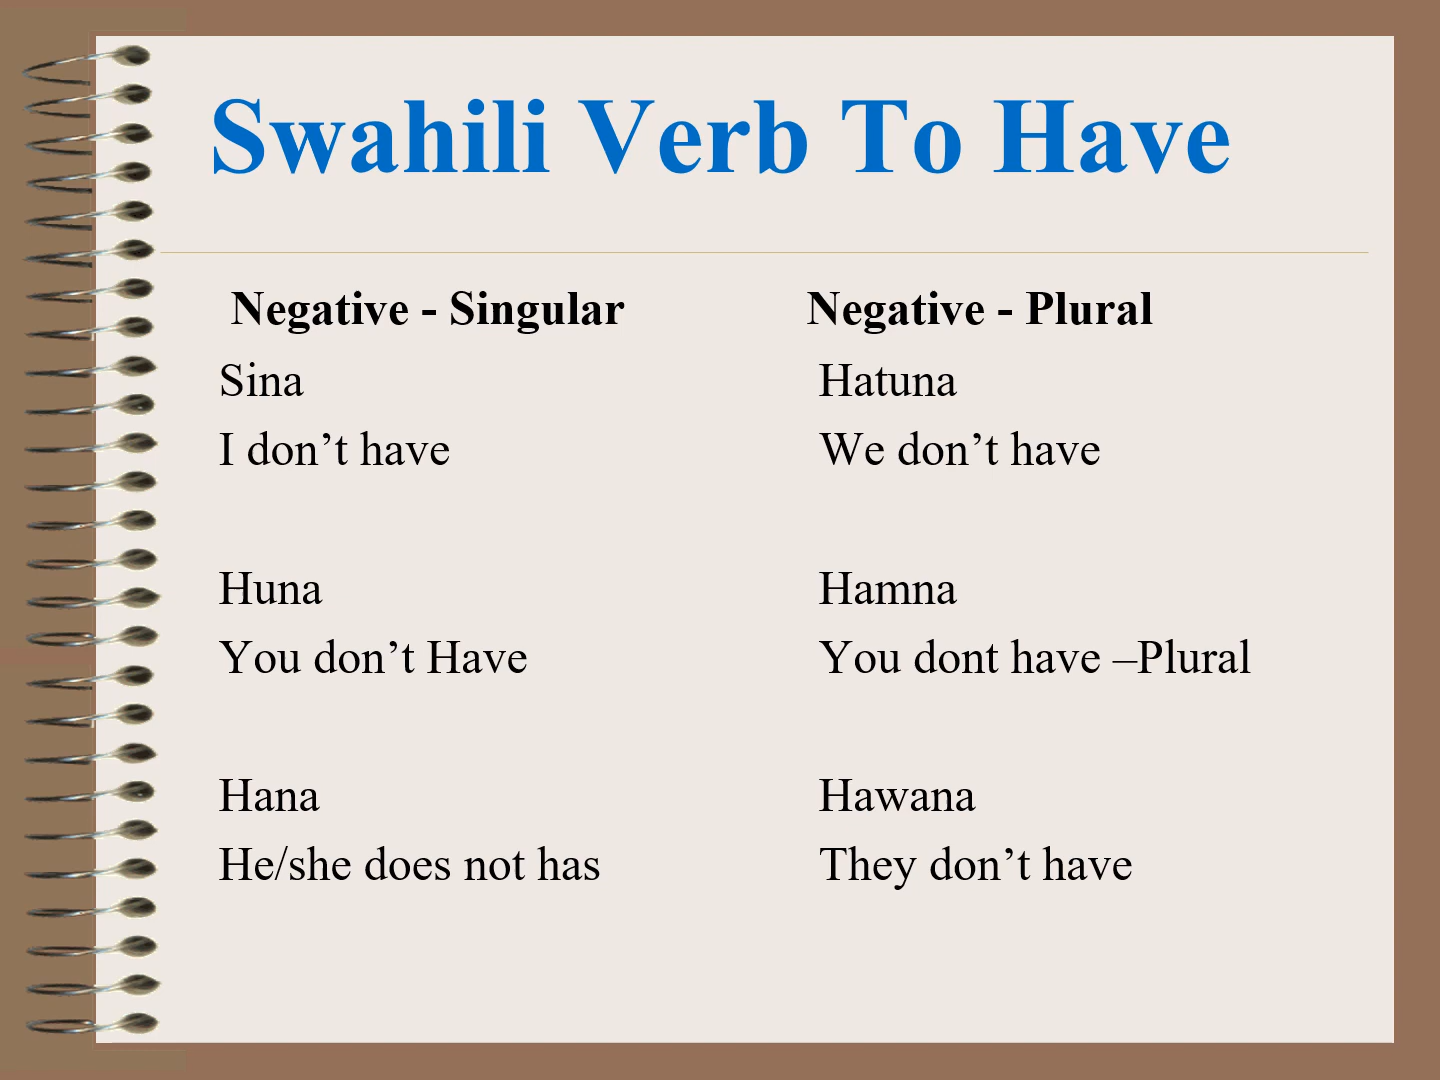 Swahili Verb To Have
Negative - Singular
Sina
I don’t have
Huna
You don’t Have
Hana
He/she does not has
Negative - Plural
Hatuna
We don’t have
Hamna
You dont have –Plural
Hawana
They don’t have